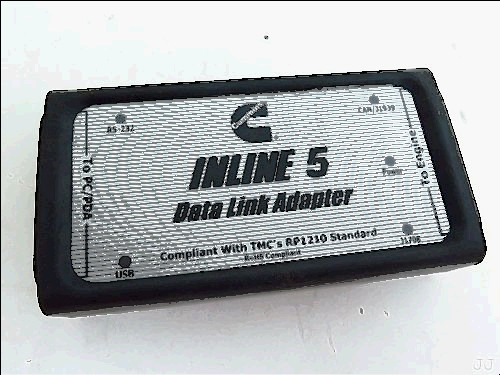 RS-232
CAN/J1939
INLINE 5
Data Link Adapter
To PC/PDA
Power
To Engine
Compliant With TMC's RP1210 Standard
RoHS Compliant
USB
J1708
JJ